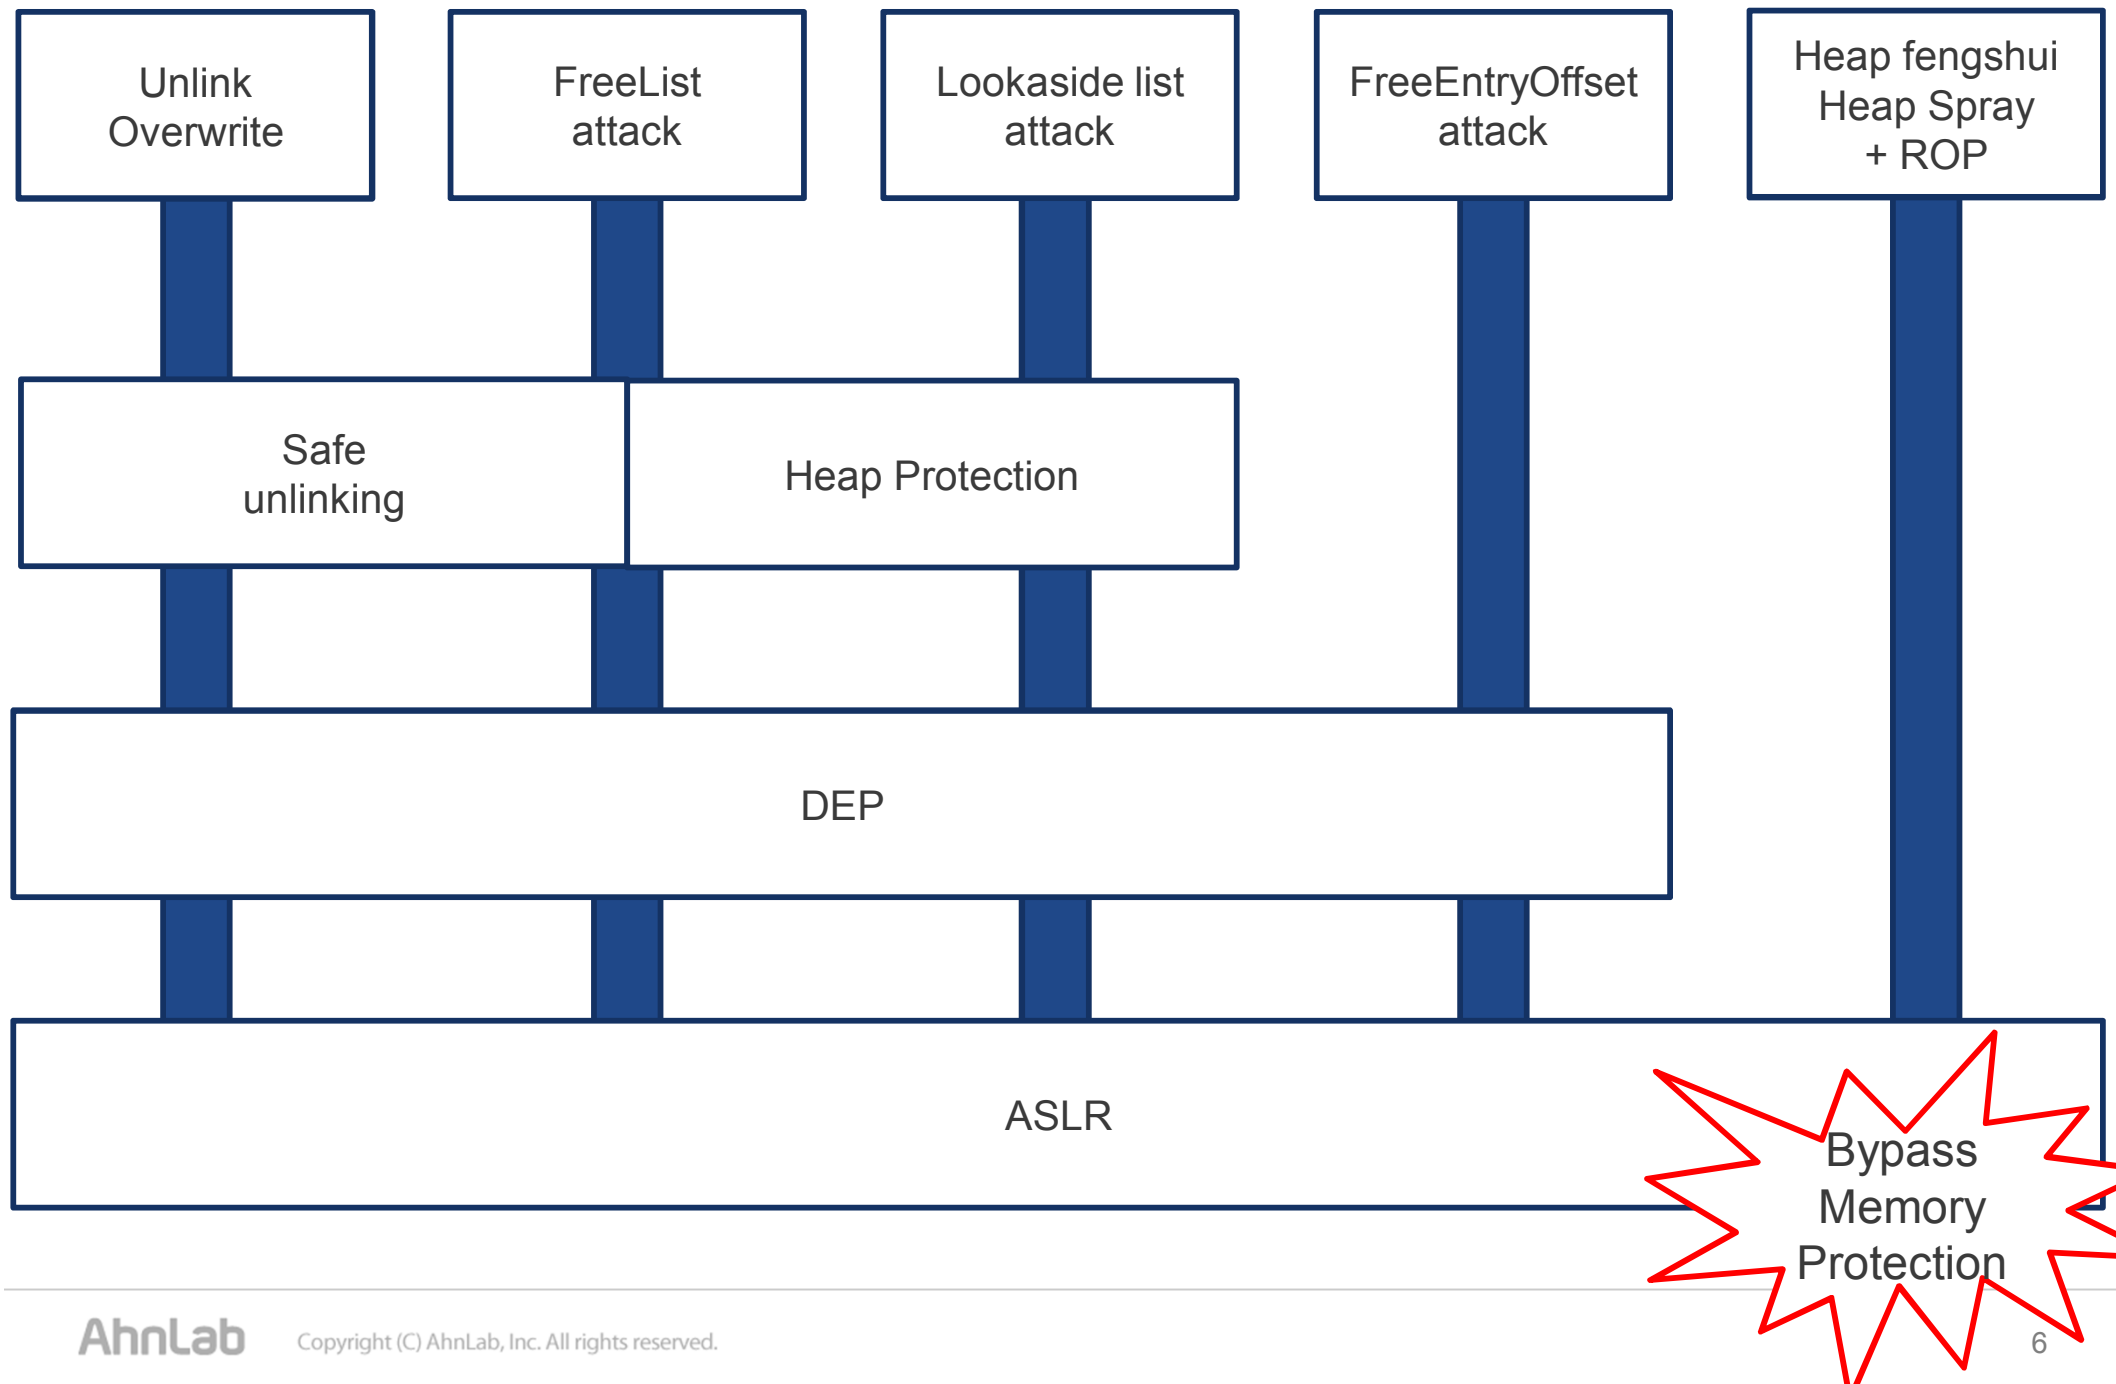 Unlink
Overwrite
FreeList
attack
Lookaside list
attack
FreeEntryOffset
attack
Heap fengshui
Heap Spray
+ ROP
Safe
unlinking
Heap Protection
DEP
ASLR
Bypass
Memory
Protection
AhnLab
Copyright (C) AhnLab, Inc. All rights reserved.
6